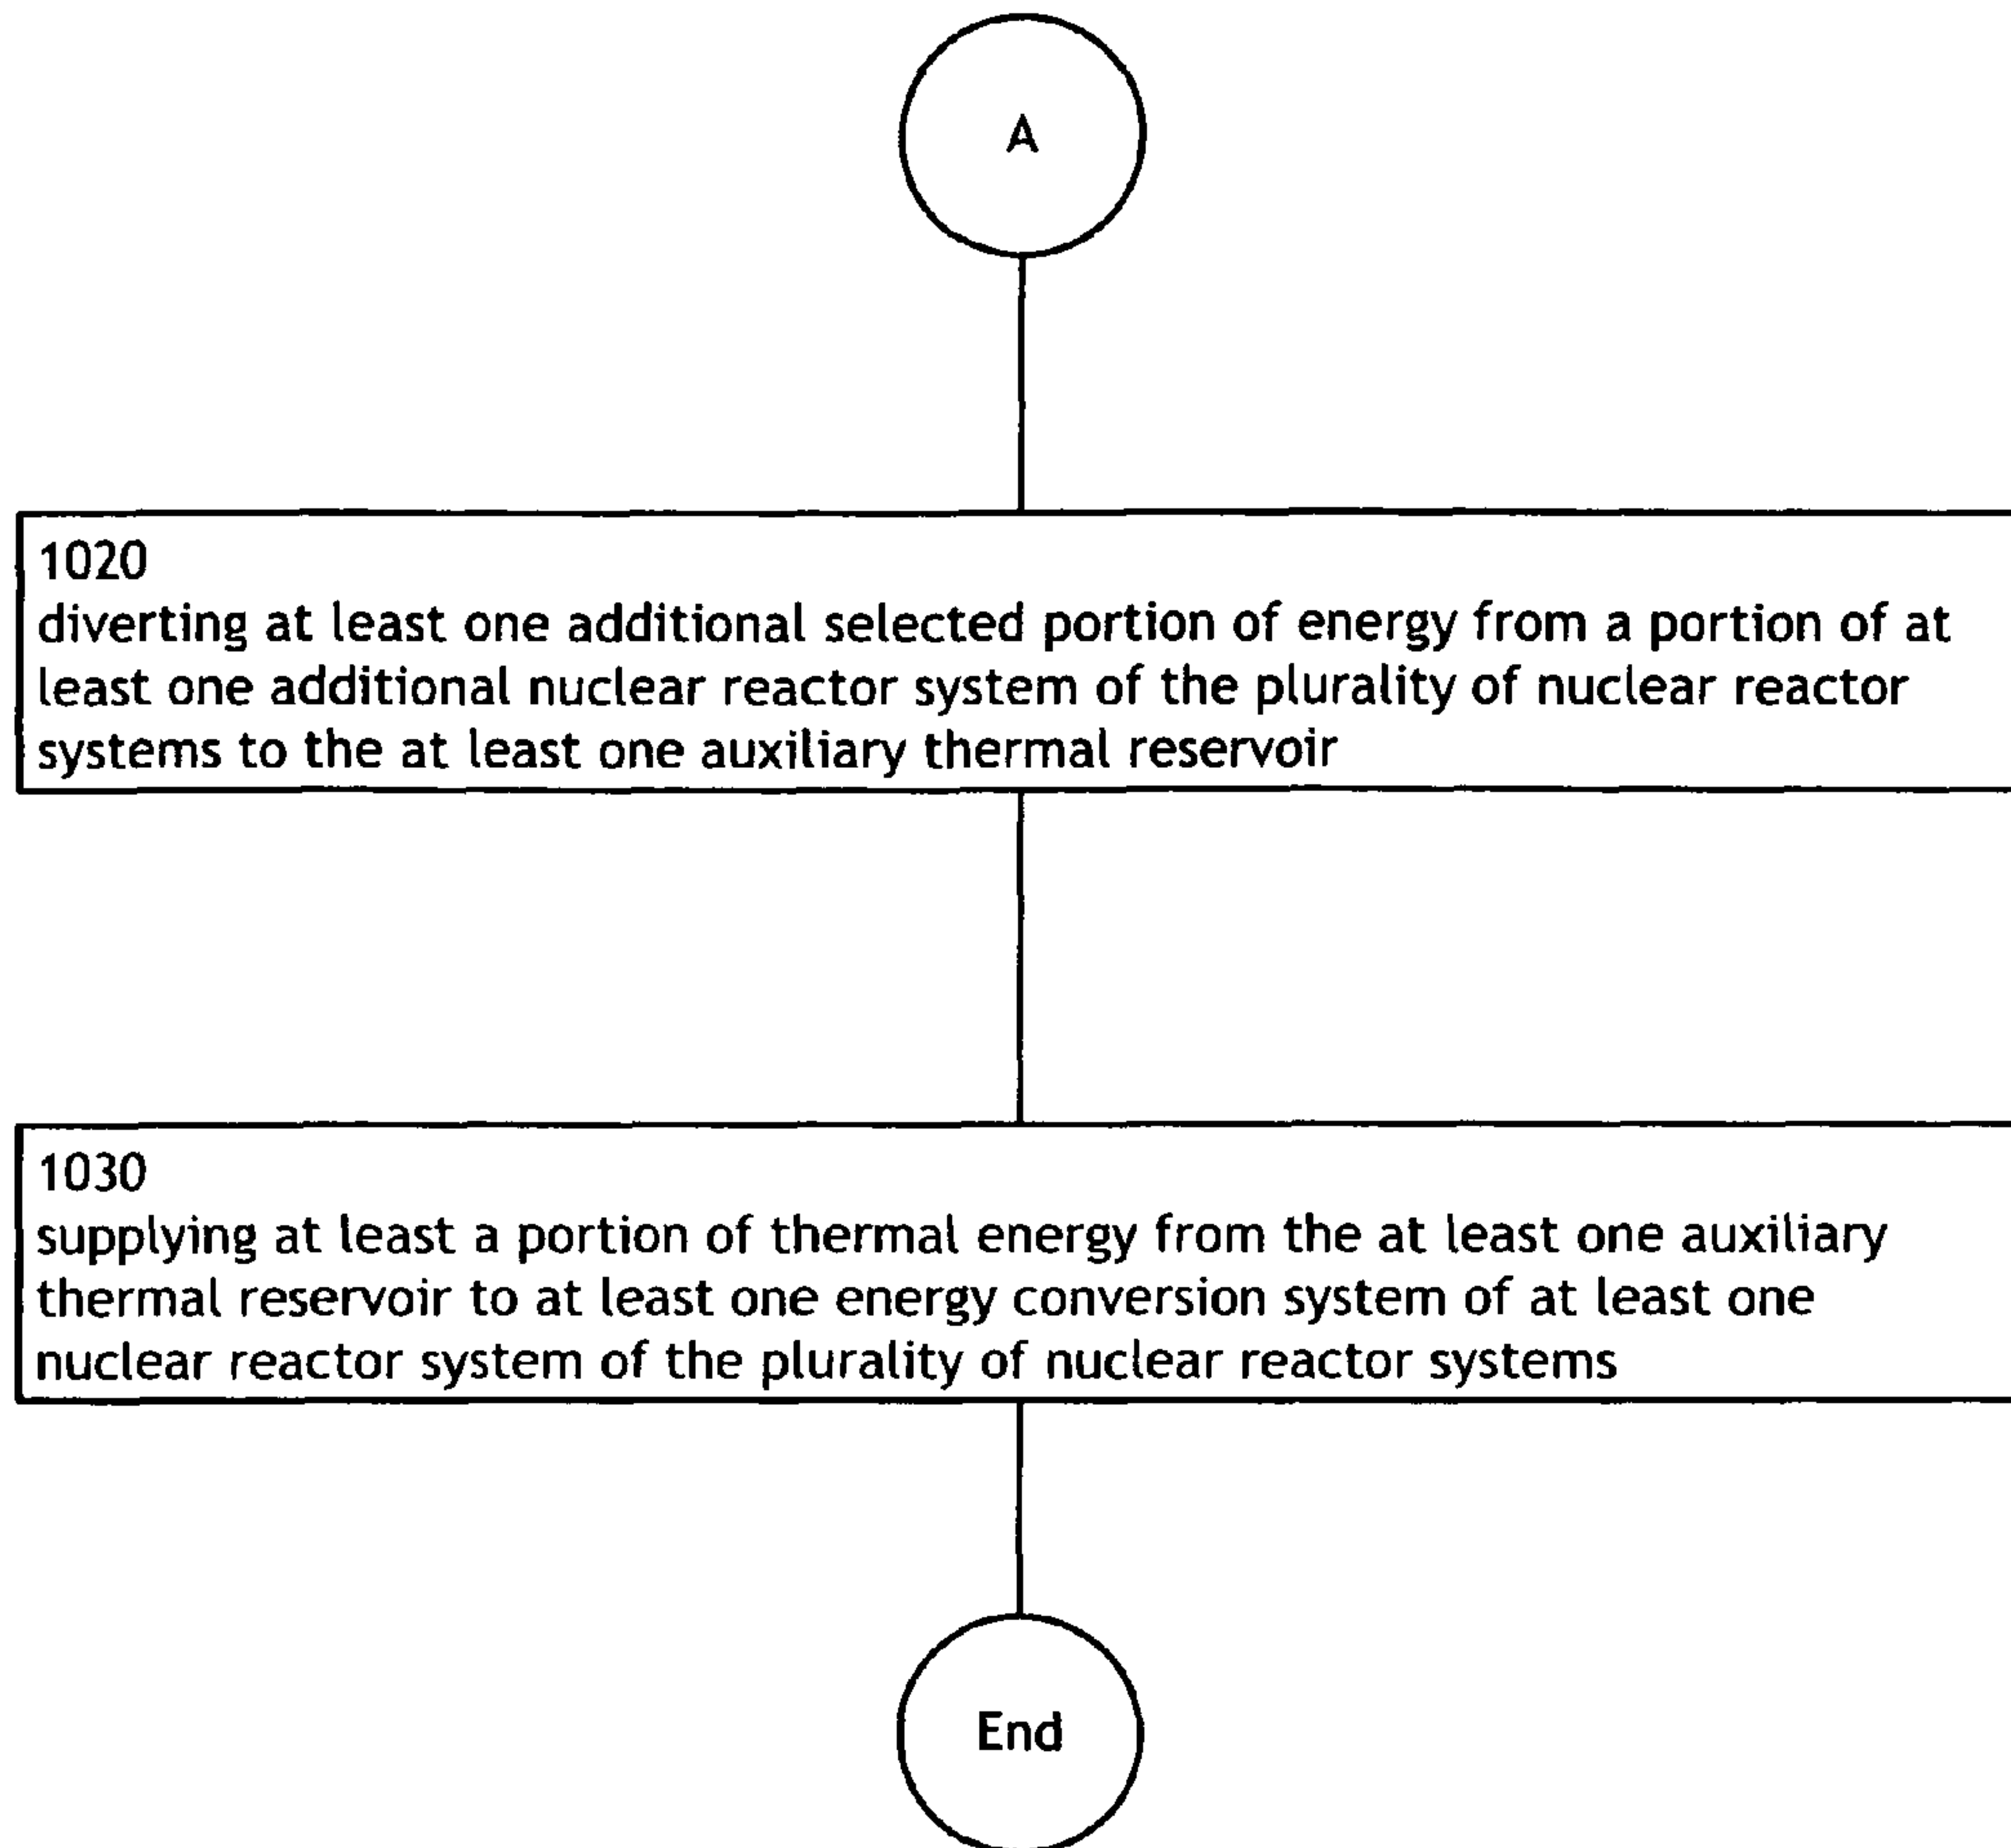 A
1020
diverting at least one additional selected portion of energy from a portion of at
least one additional nuclear reactor system of the plurality of nuclear reactor
systems to the at least one auxiliary thermal reservoir
1030
supplying at least a portion of thermal energy from the at least one auxiliary
thermal reservoir to at least one energy conversion system of at least one
nuclear reactor system of the plurality of nuclear reactor systems
End